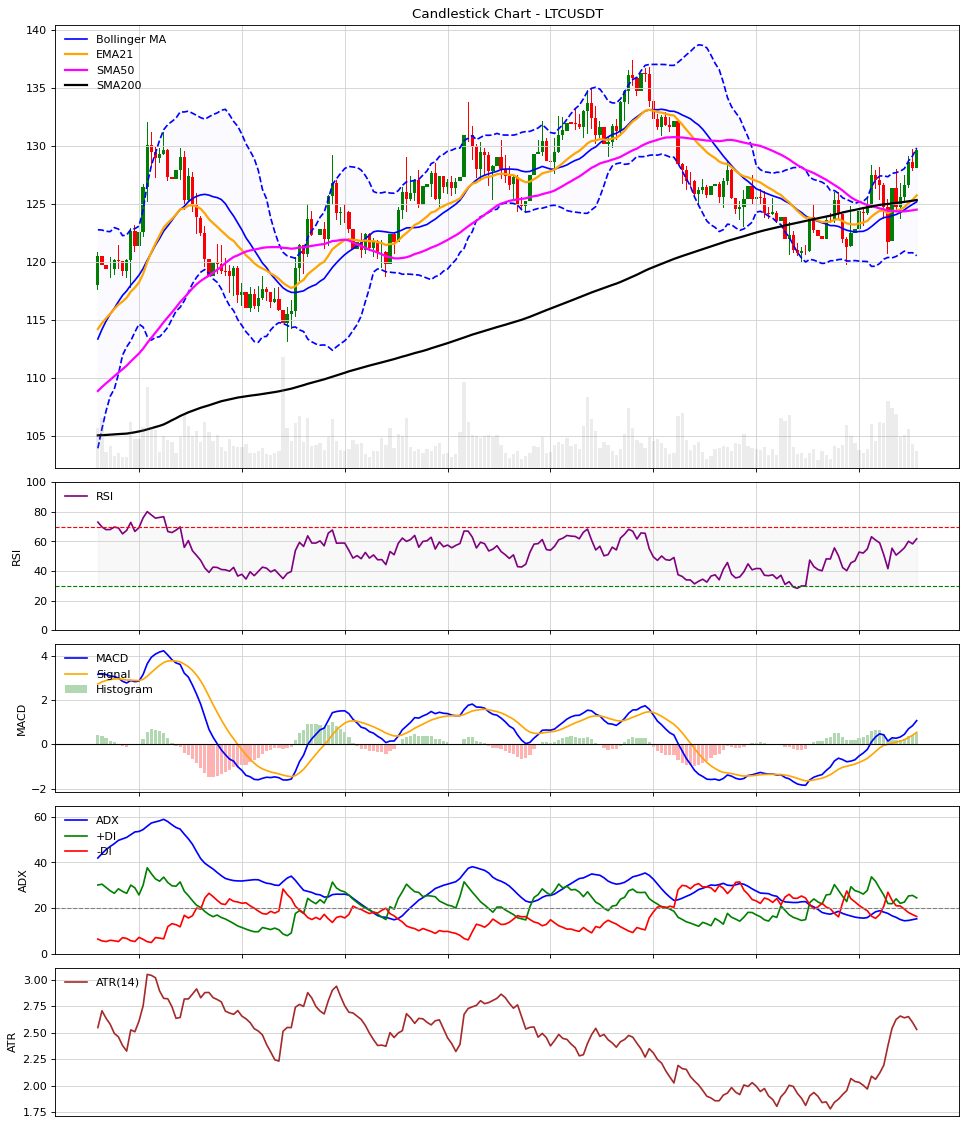 Candlestick Chart - LTCUSDT
140
135
130
125
120
115
110
105
Bollinger MA
EMA21
SMA50
SMA200
100
80
60
40
20
0
RSI
RSI
4
2
0
−2
MACD
MACD
Signal
Histogram
60
40
20
0
ADX
ADX
+DI
-DI
3.00
2.75
2.50
2.25
2.00
1.75
ATR
ATR(14)